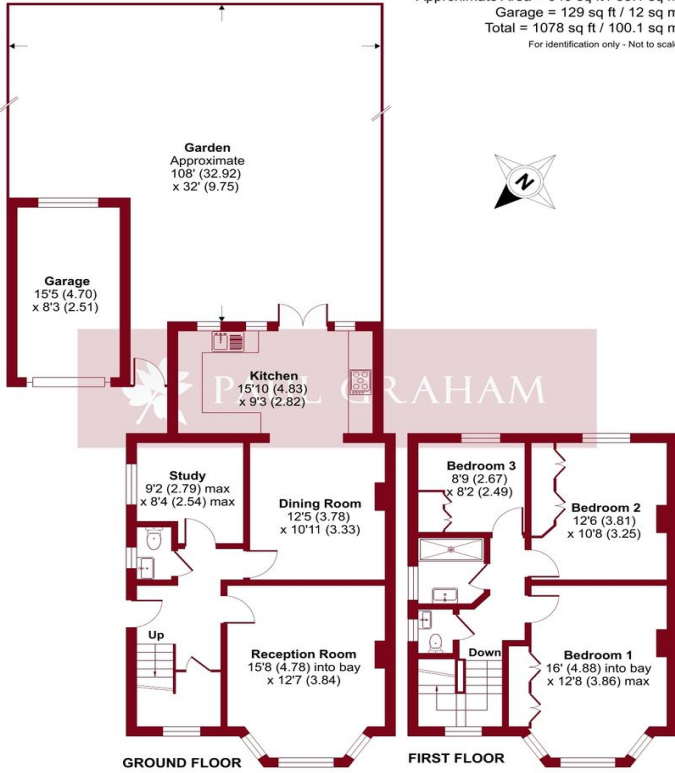 Garage = 129 sq ft / 12 sq m
Total = 1078 sq ft / 100.1 sq m
For identification only - Not to scale
Garden
Approximate
108' (32.92)
x 32' (9.75)
N
Garage
15'5 (4.70)
x 8'3 (2.51)
Kitchen
15'10 (4.83)
x 9'3 (2.82)
PAUL GRAHAM
Study
9'2 (2.79) max
x 8'4 (2.54) max
Dining Room
12'5 (3.78)
x 10'11 (3.33)
Bedroom 3
8'9 (2.67)
x 8'2 (2.49)
Bedroom 2
12'6 (3.81)
x 10'8 (3.25)
Up
Reception Room
15'8 (4.78) into bay
x 12'7 (3.84)
Down
Bedroom 1
16' (4.88) into bay
x 12'8 (3.86) max
GROUND FLOOR
FIRST FLOOR